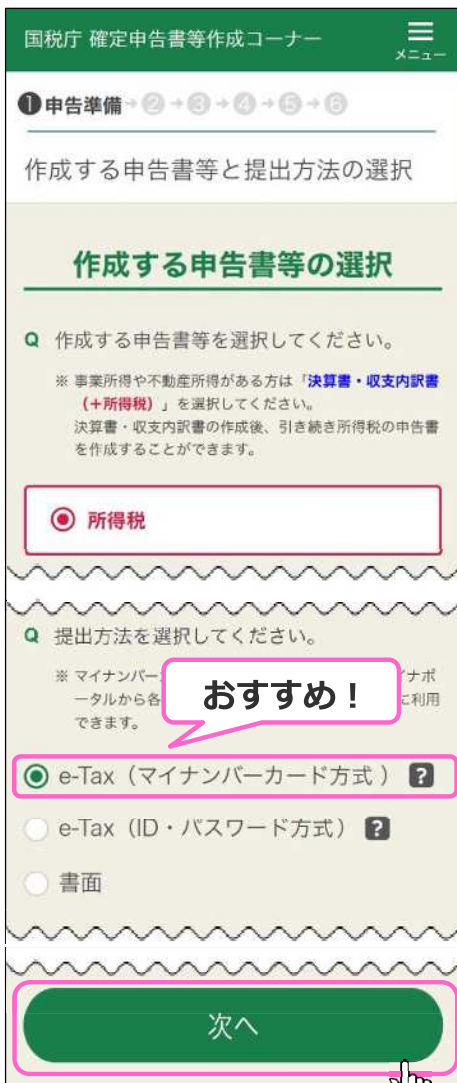 国税庁 確定申告書等作成コーナー
メニュー
❶申告準備→②→③→④→⑤→⑥
作成する申告書等と提出方法の選択
作成する申告書等の選択
Q 作成する申告書等を選択してください。
※ 事業所得や不動産所得がある方は「決算書・収支内訳書
(+所得税)」を選択してください。
決算書・収支内訳書の作成後、引き続き所得税の申告書
を作成することができます。
所得税
Q 提出方法を選択してください。
※ マイナンバー
イナポ
ータルから各
に利用
できます。
おすすめ！
e-Tax（マイナンバーカード方式 ） ?
e-Tax（ID・パスワード方式） ?
書面
次へ